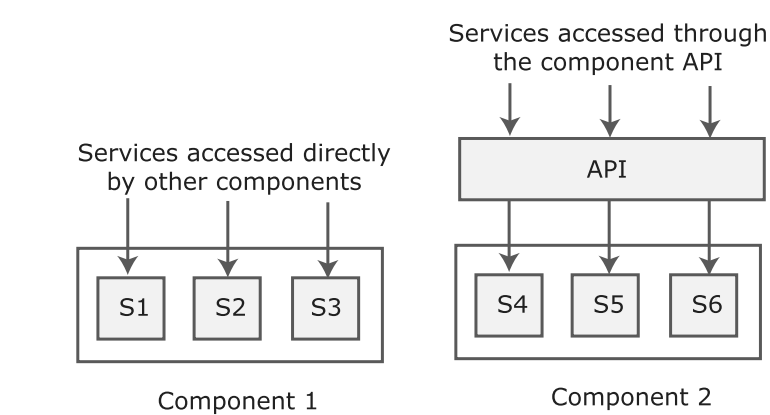 Services accessed directly
by other components
S1
S2
S3
Component 1
Services accessed through
the component API
API
S4
S5
S6
Component 2